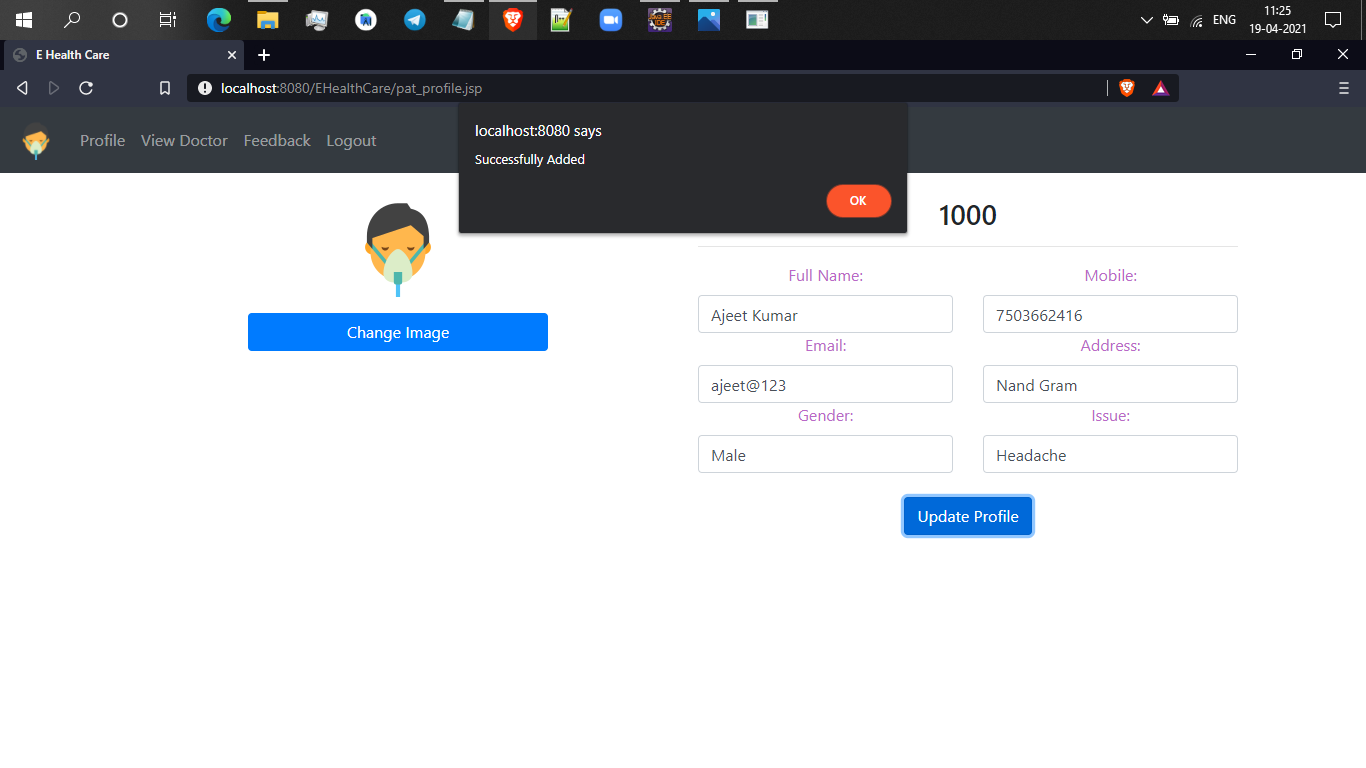 ENG
11:25
19-04-2021
E Health Care
localhost:8080/EHealthCare/pat_profile.jsp
Profile View Doctor Feedback Logout
localhost:8080 says
Successfully Added
OK
1000
Change Image
Full Name: Mobile:
Ajeet Kumar 7503662416
Email: Address:
ajeet@123 Nand Gram
Gender: Issue:
Male Headache
Update Profile